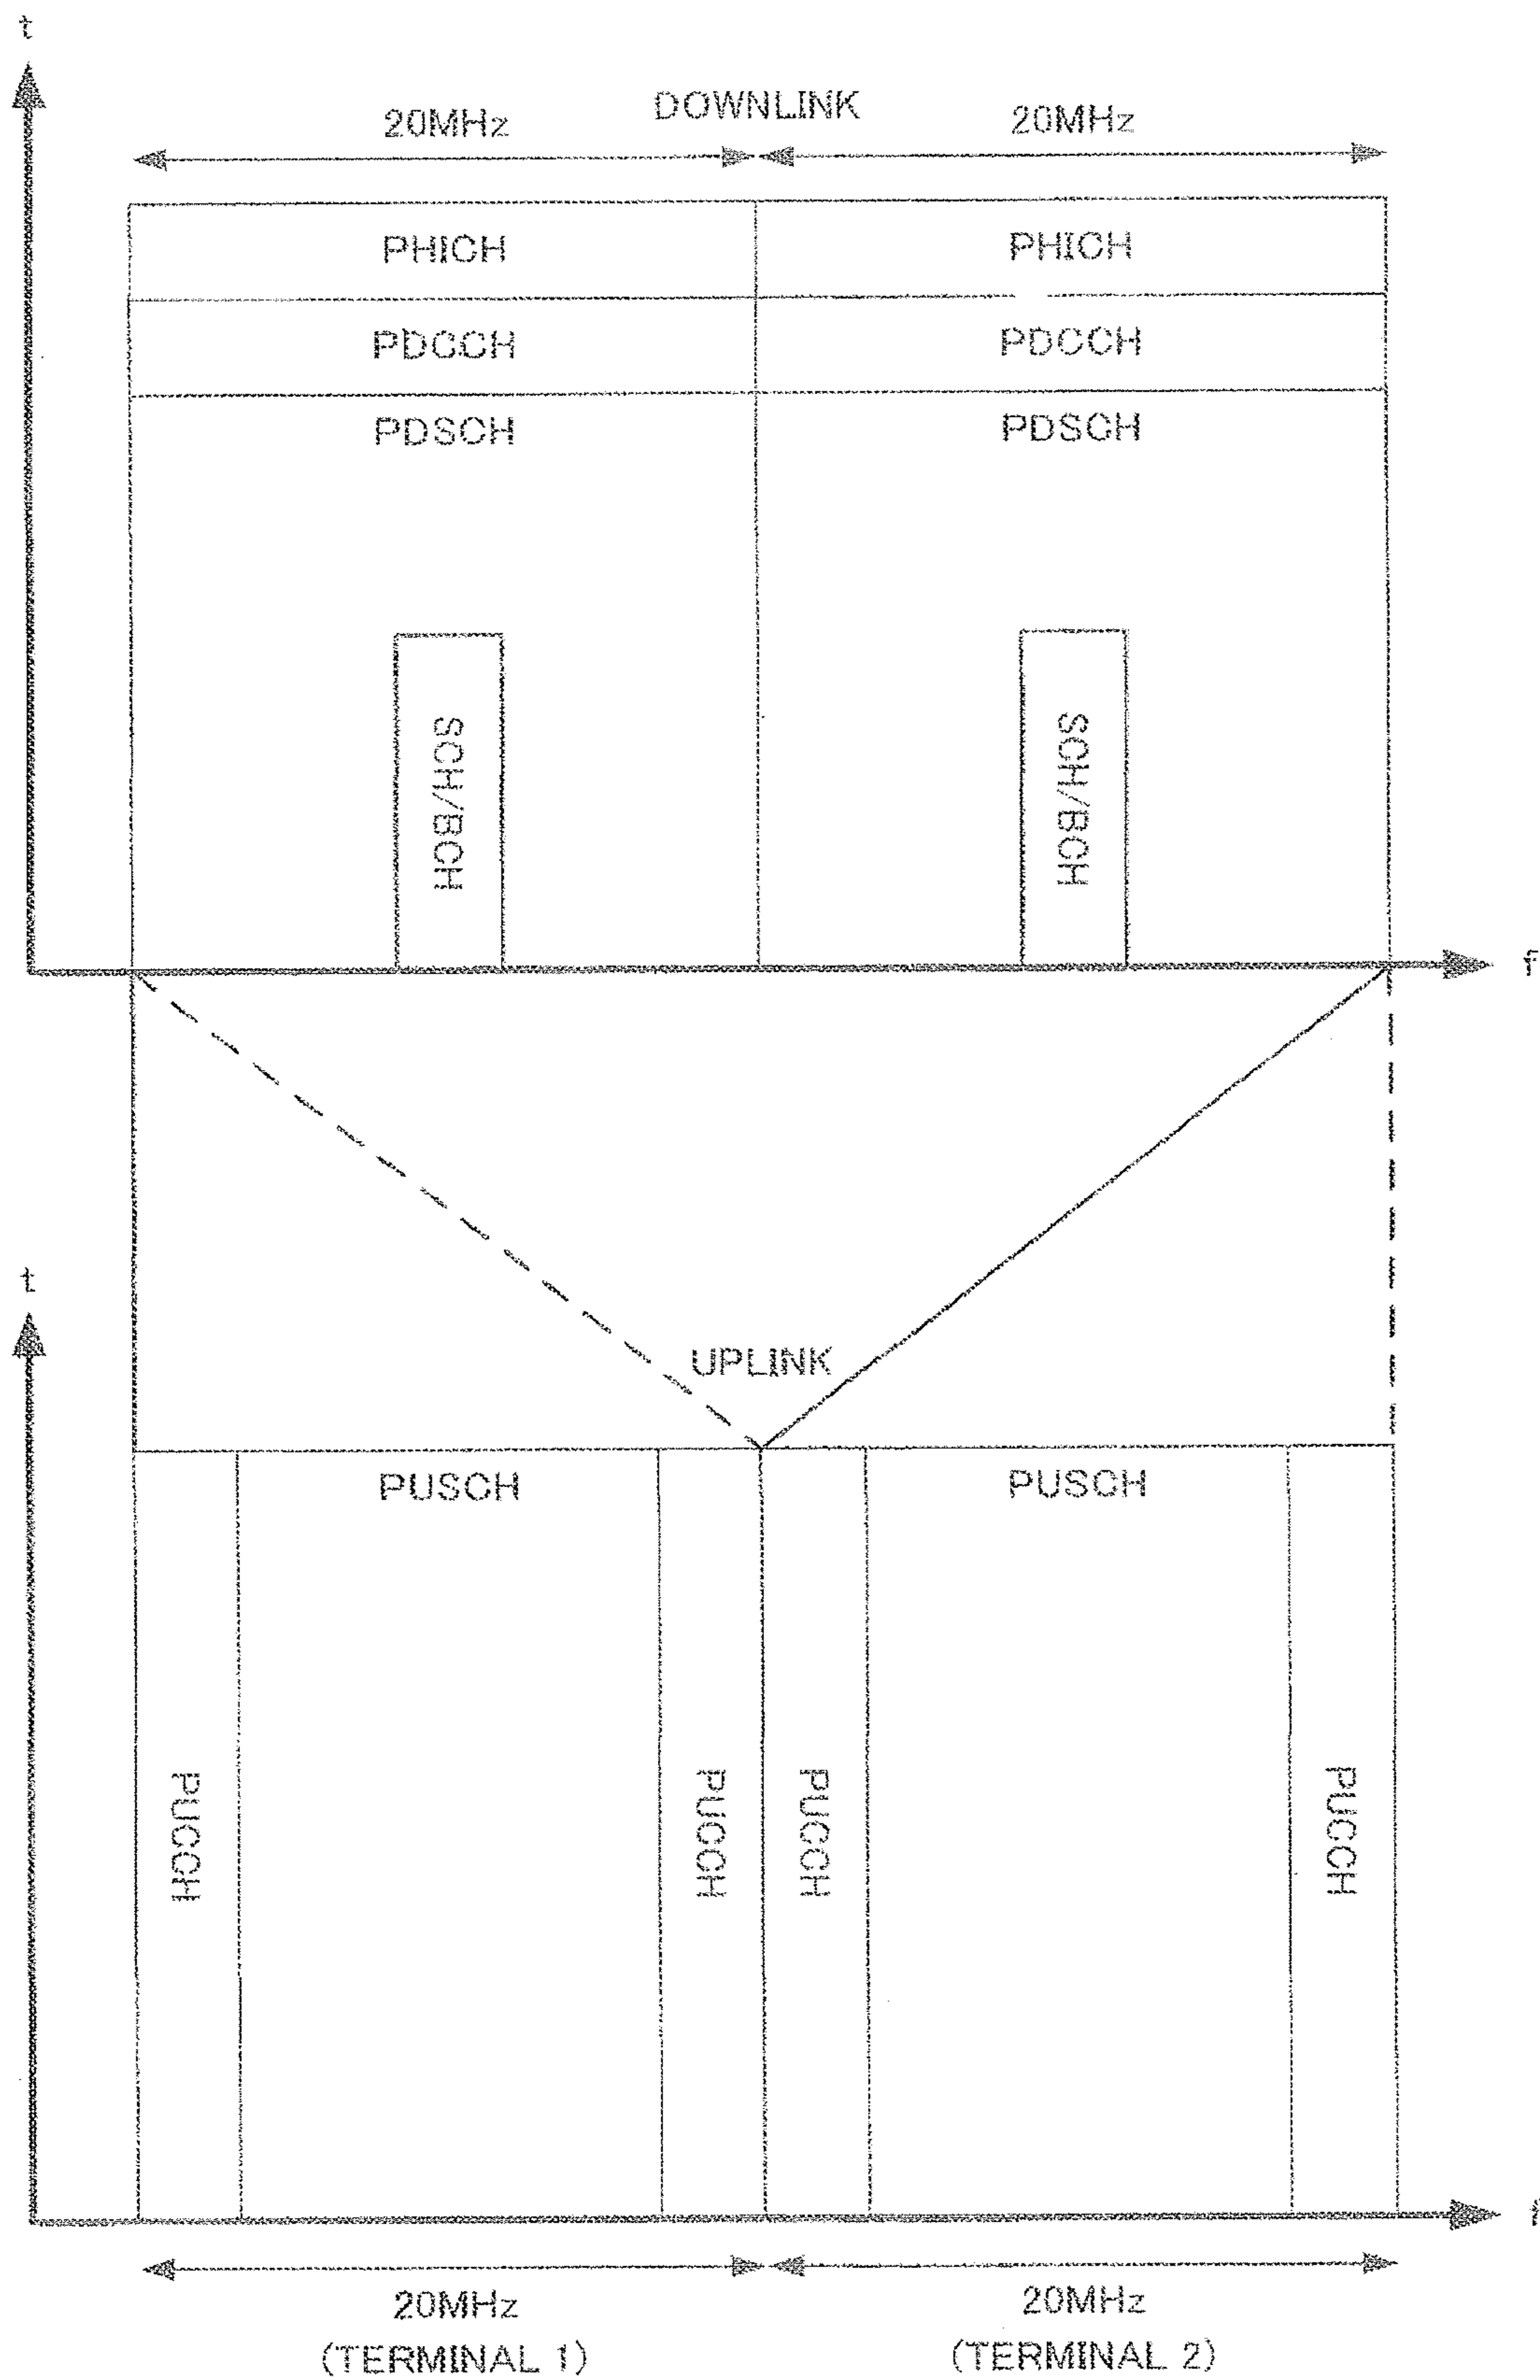 t
DOWNLINK
20MHz
20MHz
PHICH
PHICH
PDCCH
PDCCH
PDSCH
PDSCH
SCH/BCH
SCH/BCH
f
t
UPLINK
PUSCH
PUSCH
PUCCH
PUCCH
PUCCH
PUCCH
f
20MHz
(TERMINAL 1)
20MHz
(TERMINAL 2)